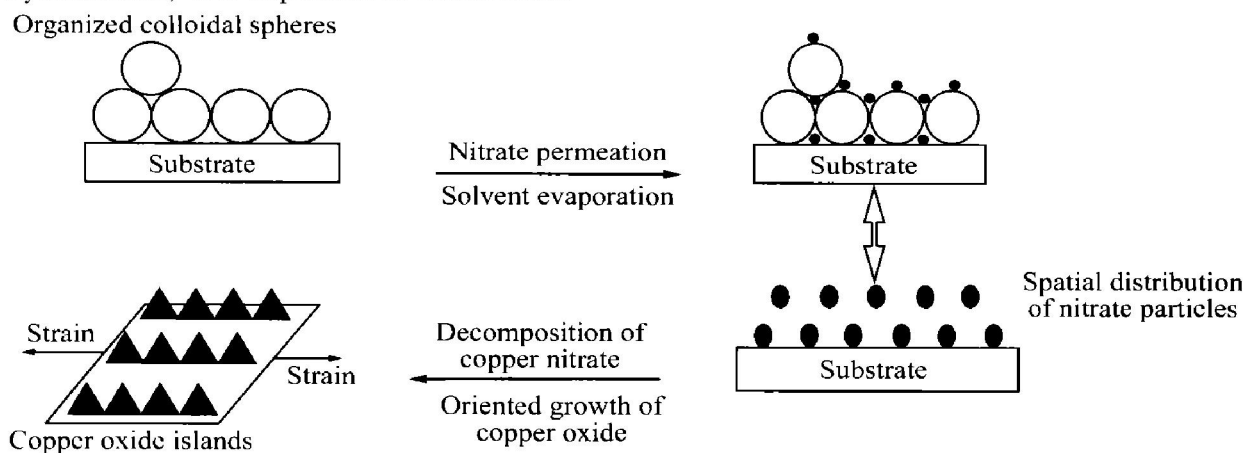 Organized colloidal spheres
Substrate
Nitrate permeation
Solvent evaporation
Substrate
Spatial distribution
of nitrate particles
Substrate
Decomposition of
copper nitrate
Oriented growth of
copper oxide
Strain
Strain
Copper oxide islands